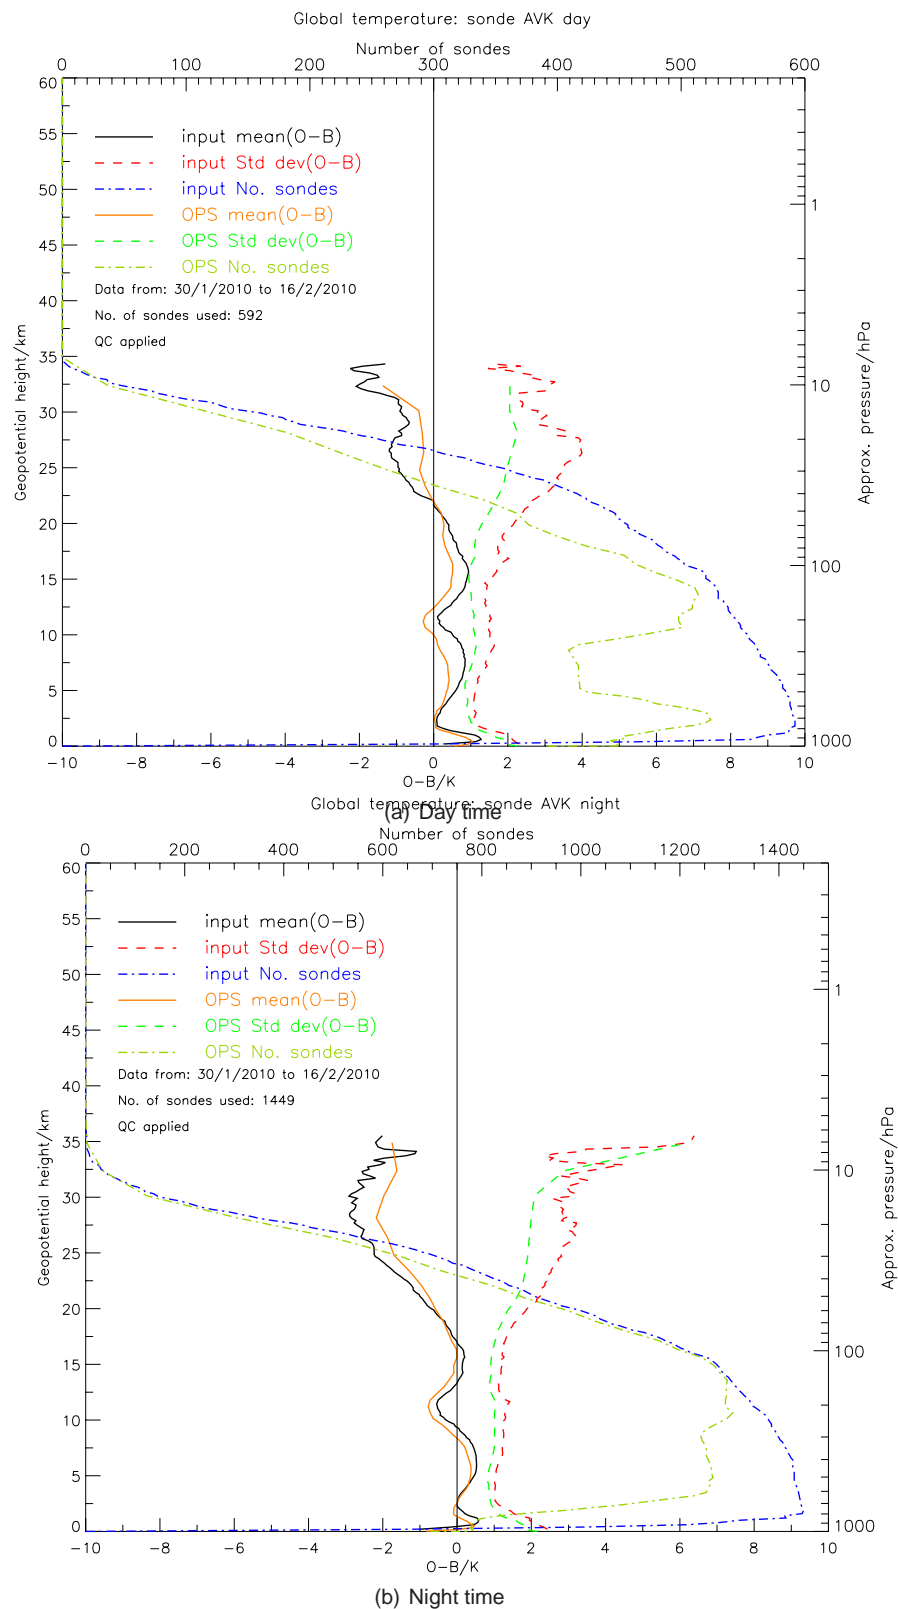 Global temperature: sonde AVK day
Number of sondes
0 100 200 300 400 500 600
60
55
50
45
40
35
30
25
20
15
10
5
0
Geopotential height/km
input mean(O-B)
input Std dev(O-B)
input No. sondes
OPS mean(O-B)
OPS Std dev(O-B)
OPS No. sondes
Data from: 30/1/2010 to 16/2/2010
No. of sondes used: 592
QC applied
1
10
100
1000
Approx. pressure/hPa
-10 -8 -6 -4 -2 0 2 4 6 8 10
O-B/K
(a) Day time
Global temperature: sonde AVK night
Number of sondes
0 200 400 600 800 1000 1200 1400
60
55
50
45
40
35
30
25
20
15
10
5
0
Geopotential height/km
input mean(O-B)
input Std dev(O-B)
input No. sondes
OPS mean(O-B)
OPS Std dev(O-B)
OPS No. sondes
Data from: 30/1/2010 to 16/2/2010
No. of sondes used: 1449
QC applied
1
10
100
1000
Approx. pressure/hPa
-10 -8 -6 -4 -2 0 2 4 6 8 10
O-B/K
(b) Night time